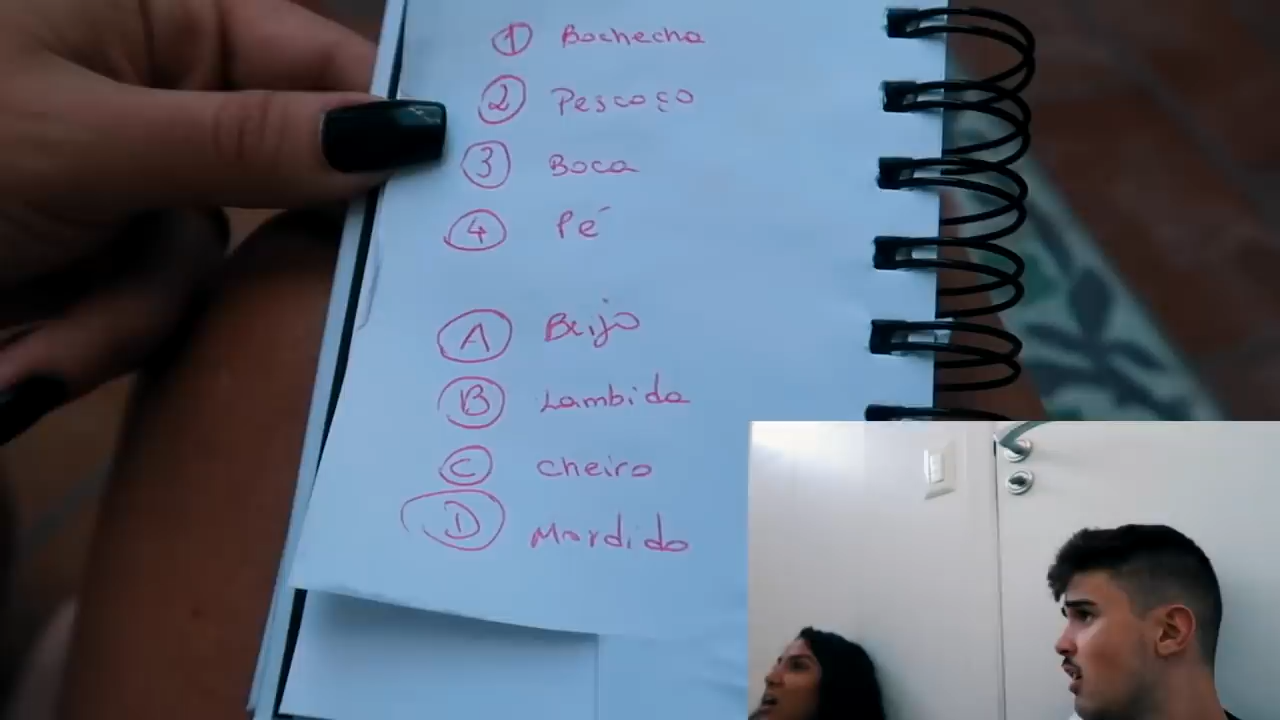 1 Bochecha
2 Pescoço
3 Boca
4 Pé
A Beijo
B Lambida
C Cheiro
D Mordida